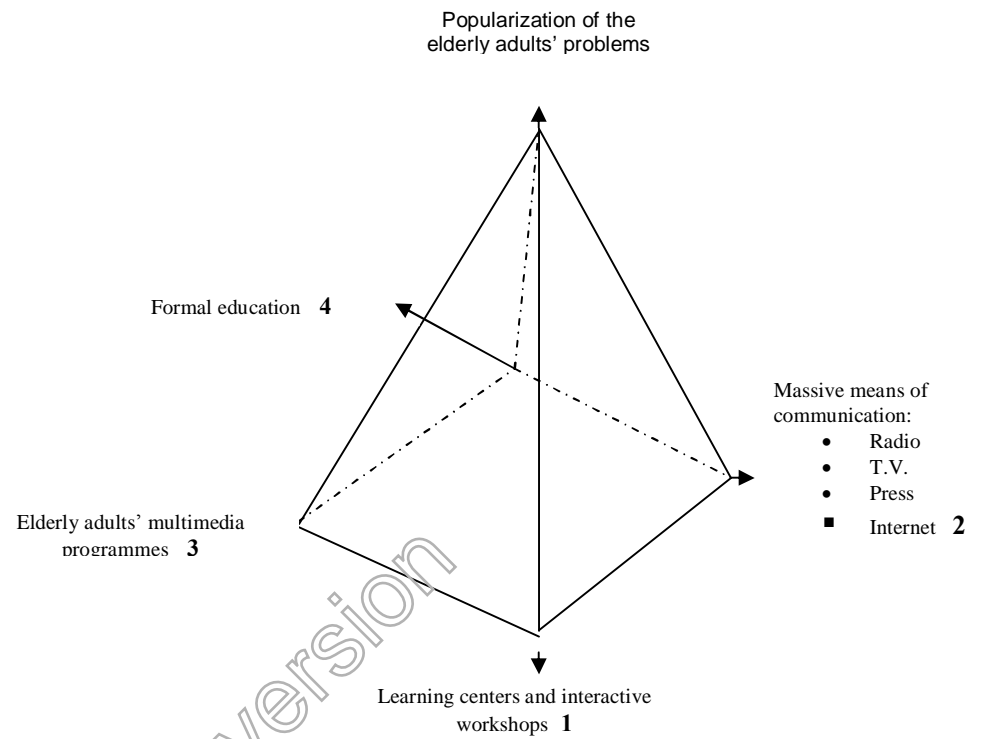 Popularization of the
elderly adults' problems
Formal education 4
Massive means of
communication:
• Radio
• T.V.
• Press
▪ Internet 2
Elderly adults' multimedia
programmes 3
version
Learning centers and interactive
workshops 1